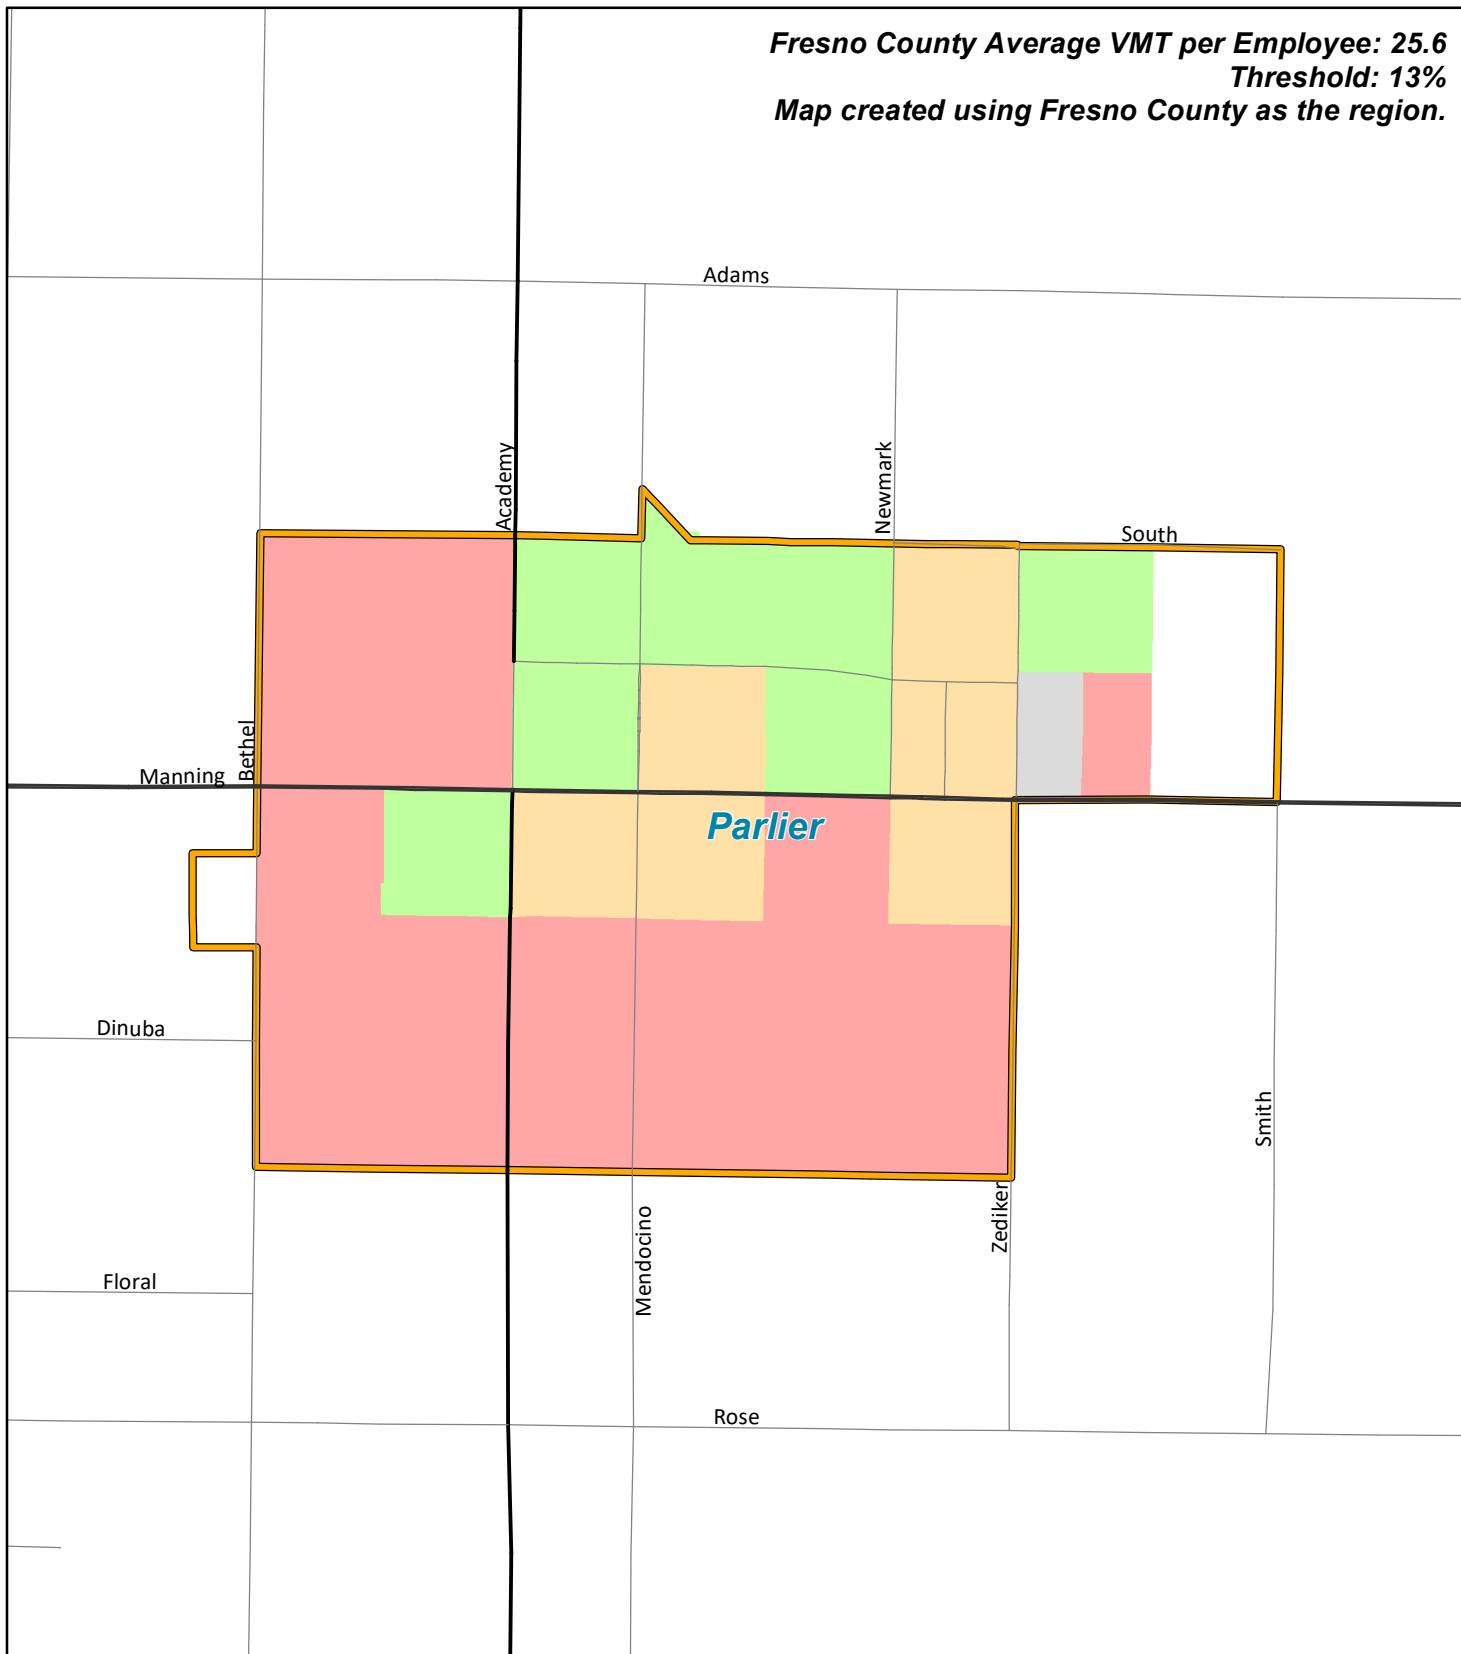 Fresno County Average VMT per Employee: 25.6
Threshold: 13%
Map created using Fresno County as the region.
Adams
Academy
Newmark
South
Bethel
Manning
Parlier
Dinuba
Smith
Zediker
Mendocino
Floral
Rose